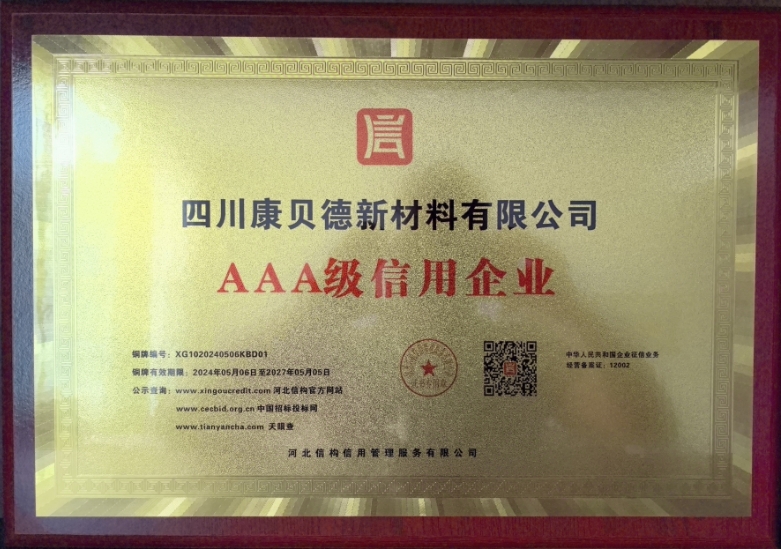 信
四川康贝德新材料有限公司
AAA级信用企业
铜牌编号：XG1020240506KBD01
铜牌有效期限：2024年05月06日至2027年05月05日
公示查询：www.xingoucredit.com 河北信构官方网站
www.cecbid.org.cn 中国招标投标网
www.tianyancha.com 天眼查
中华人民共和国企业征信业务
经营备案证：12002
河北信构信用管理服务有限公司